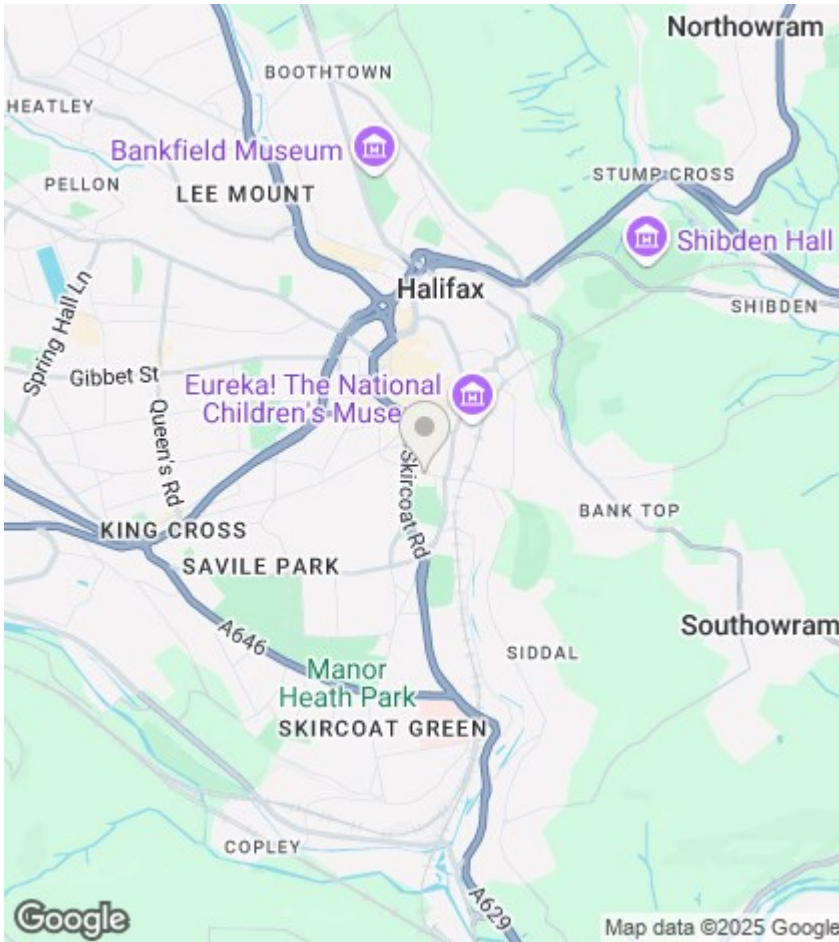 Northowram
BOOTHTOWN
HEATLEY
Bankfield Museum
STUMP CROSS
PELLON
LEE MOUNT
Shibden Hall
Halifax
SHIBDEN
Spring Hall Ln
Gibbet St
Eureka! The National
Children's Muse
Queen's Rd
Skircoat Rd
BANK TOP
KING CROSS
SAVILE PARK
A646
Southowram
SIDDAL
Manor
Heath Park
SKIRCOAT GREEN
COPLEY
A629
Google
Map data ©2025 Google